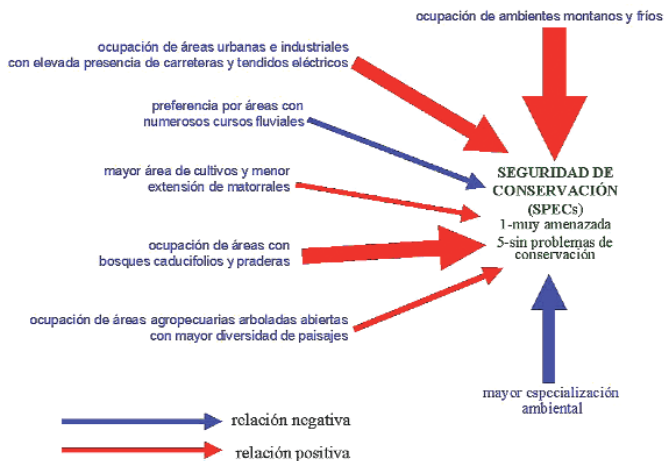 ocupación de ambientes montanos y fríos
ocupación de áreas urbanas e industriales
con elevada presencia de carreteras y tendidos eléctricos
preferencia por áreas con
numerosos cursos fluviales
mayor área de cultivos y menor
extensión de matorrales
ocupación de áreas con
bosques caducifolios y praderas
ocupación de áreas agropecuarias arboladas abiertas
con mayor diversidad de paisajes
SEGURIDAD DE
CONSERVACIÓN
(SPECs)
1-muy amenazada
5-sin problemas de
conservación
mayor especialización
ambiental
relación negativa
relación positiva